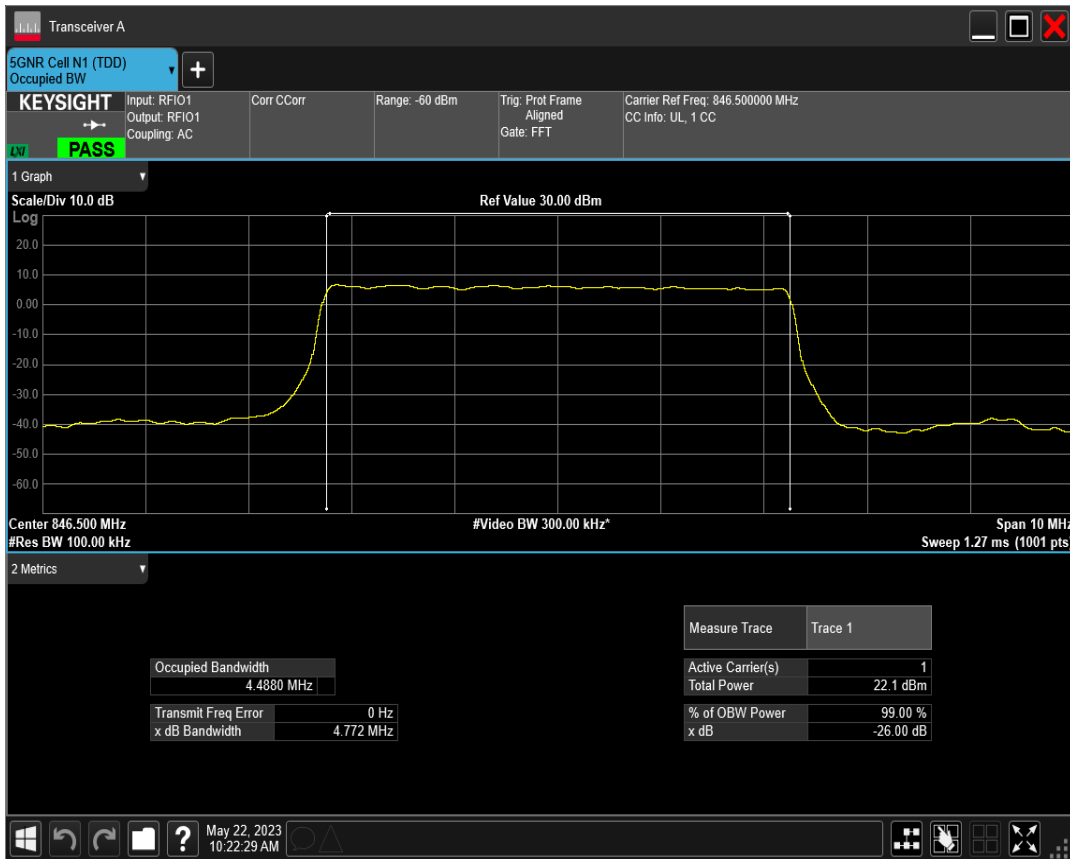 Transceiver A
5GNR Cell N1 (TDD)
Occupied BW
+
KEYSIGHT
Input: RFIO1
Output: RFIO1
Coupling: AC
LXI
PASS
Corr CCorr
Range: -60 dBm
Trig: Prot Frame
Aligned
Gate: FFT
Carrier Ref Freq: 846.500000 MHz
CC Info: UL, 1 CC
1 Graph
Scale/Div 10.0 dB
Ref Value 30.00 dBm
Log
20.0
10.0
0.00
-10.0
-20.0
-30.0
-40.0
-50.0
-60.0
Center 846.500 MHz
#Video BW 300.00 kHz*
Span 10 MHz
#Res BW 100.00 kHz
Sweep 1.27 ms (1001 pts)
2 Metrics
Measure Trace Trace 1
Occupied Bandwidth
4.4880 MHz
Active Carrier(s) 1
Total Power 22.1 dBm
Transmit Freq Error 0 Hz
x dB Bandwidth 4.772 MHz
% of OBW Power 99.00 %
x dB -26.00 dB
?
May 22, 2023
10:22:29 AM